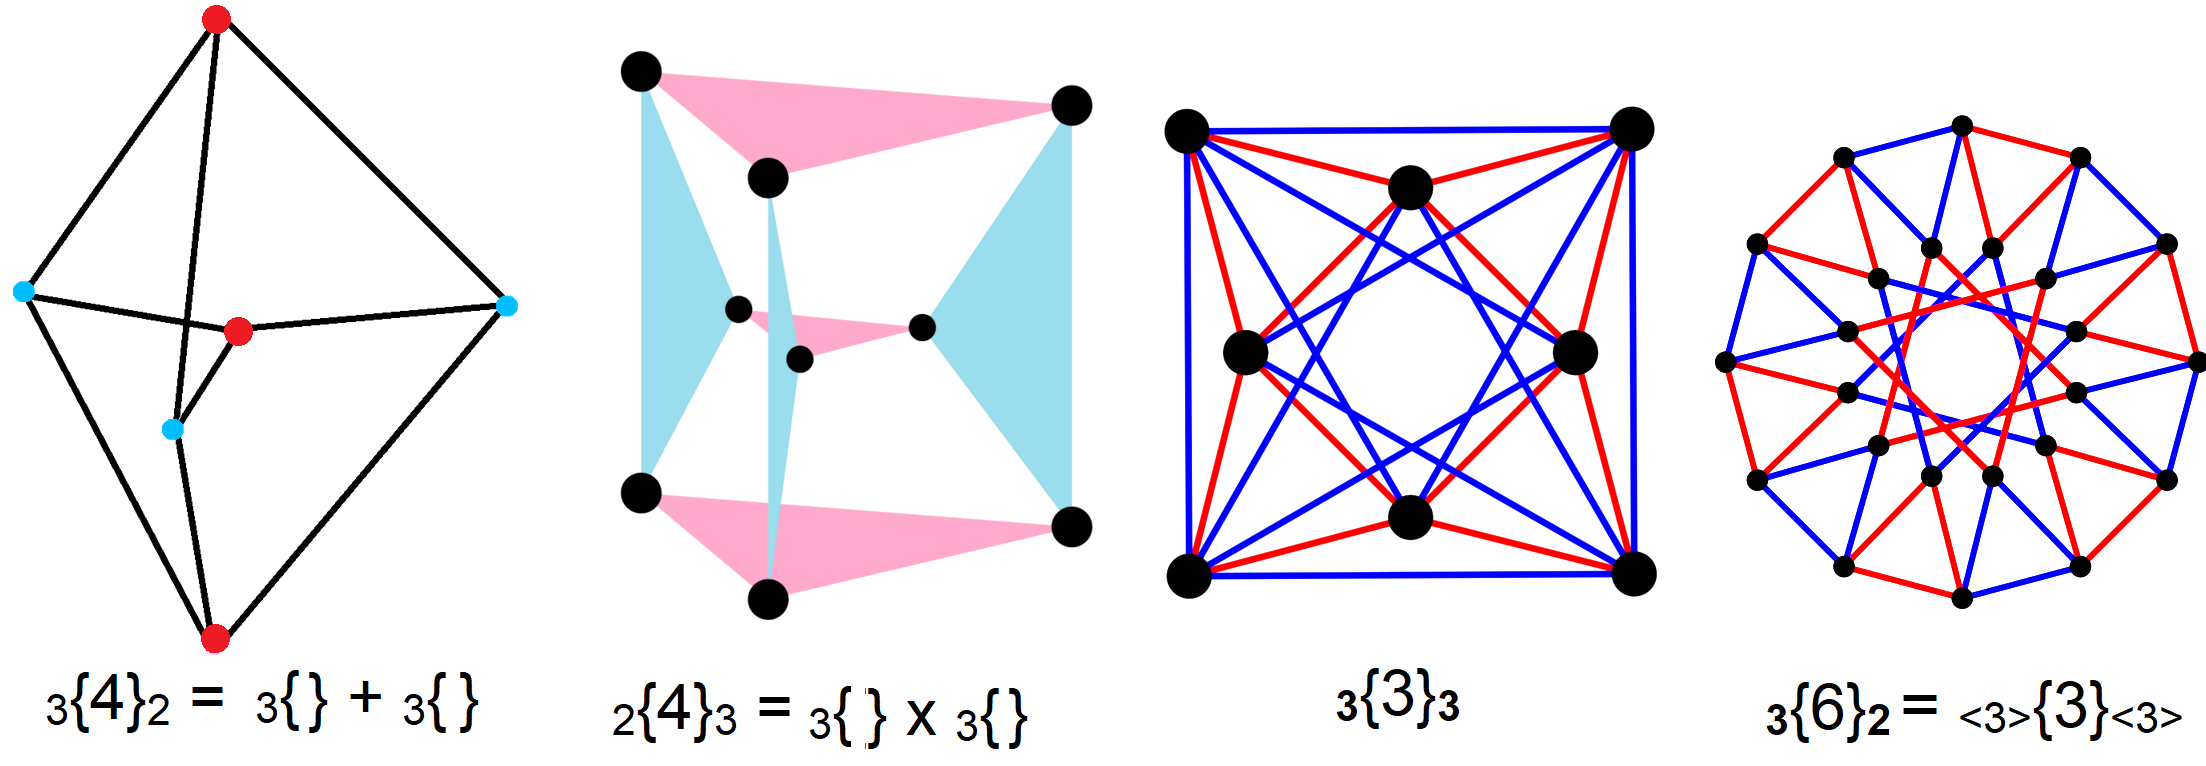 ₃{4}₂ = ₃{} + ₃{}
₂{4}₃ = ₃{} x ₃{}
₃{3}₃
₃{6}₂ = <₃>{3}<₃>